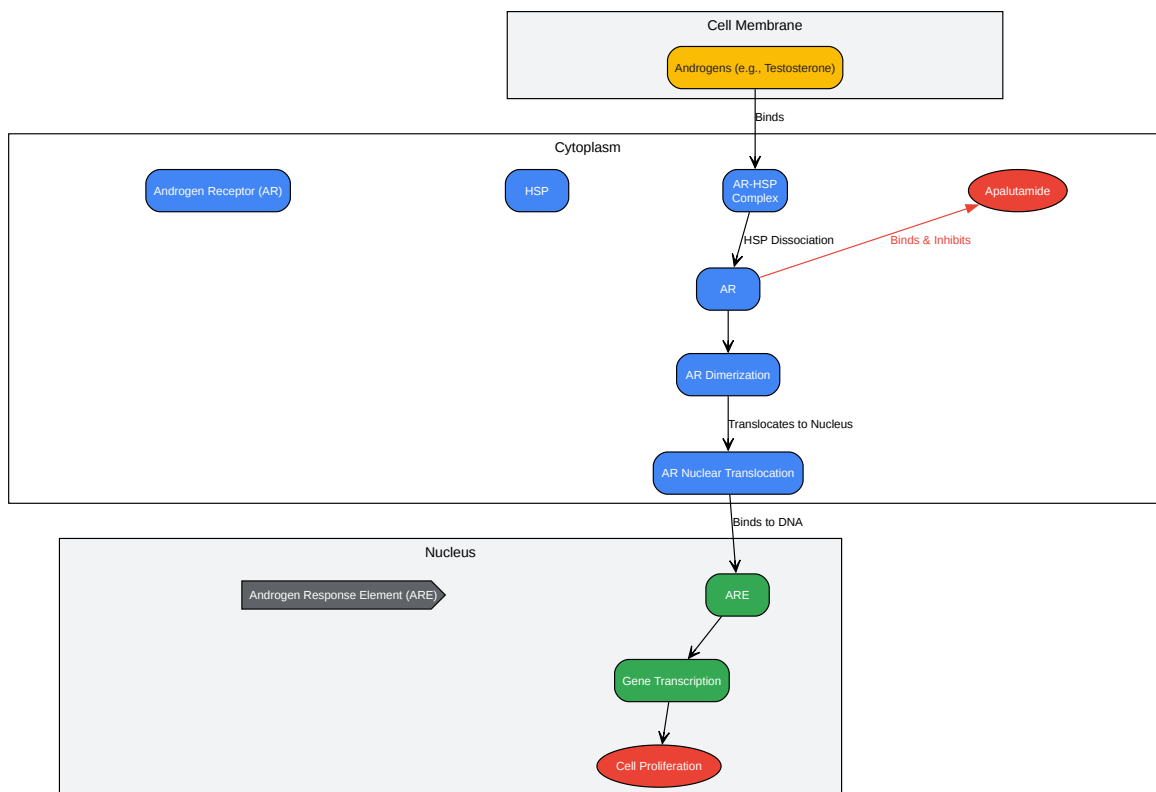 Cell Membrane
Androgens (e.g., Testosterone)
Binds
Cytoplasm
Androgen Receptor (AR)
HSP
AR-HSP
Complex
Apalutamide
HSP Dissociation
Binds & Inhibits
AR
AR Dimerization
Translocates to Nucleus
AR Nuclear Translocation
Binds to DNA
Nucleus
Androgen Response Element (ARE)
ARE
Gene Transcription
Cell Proliferation